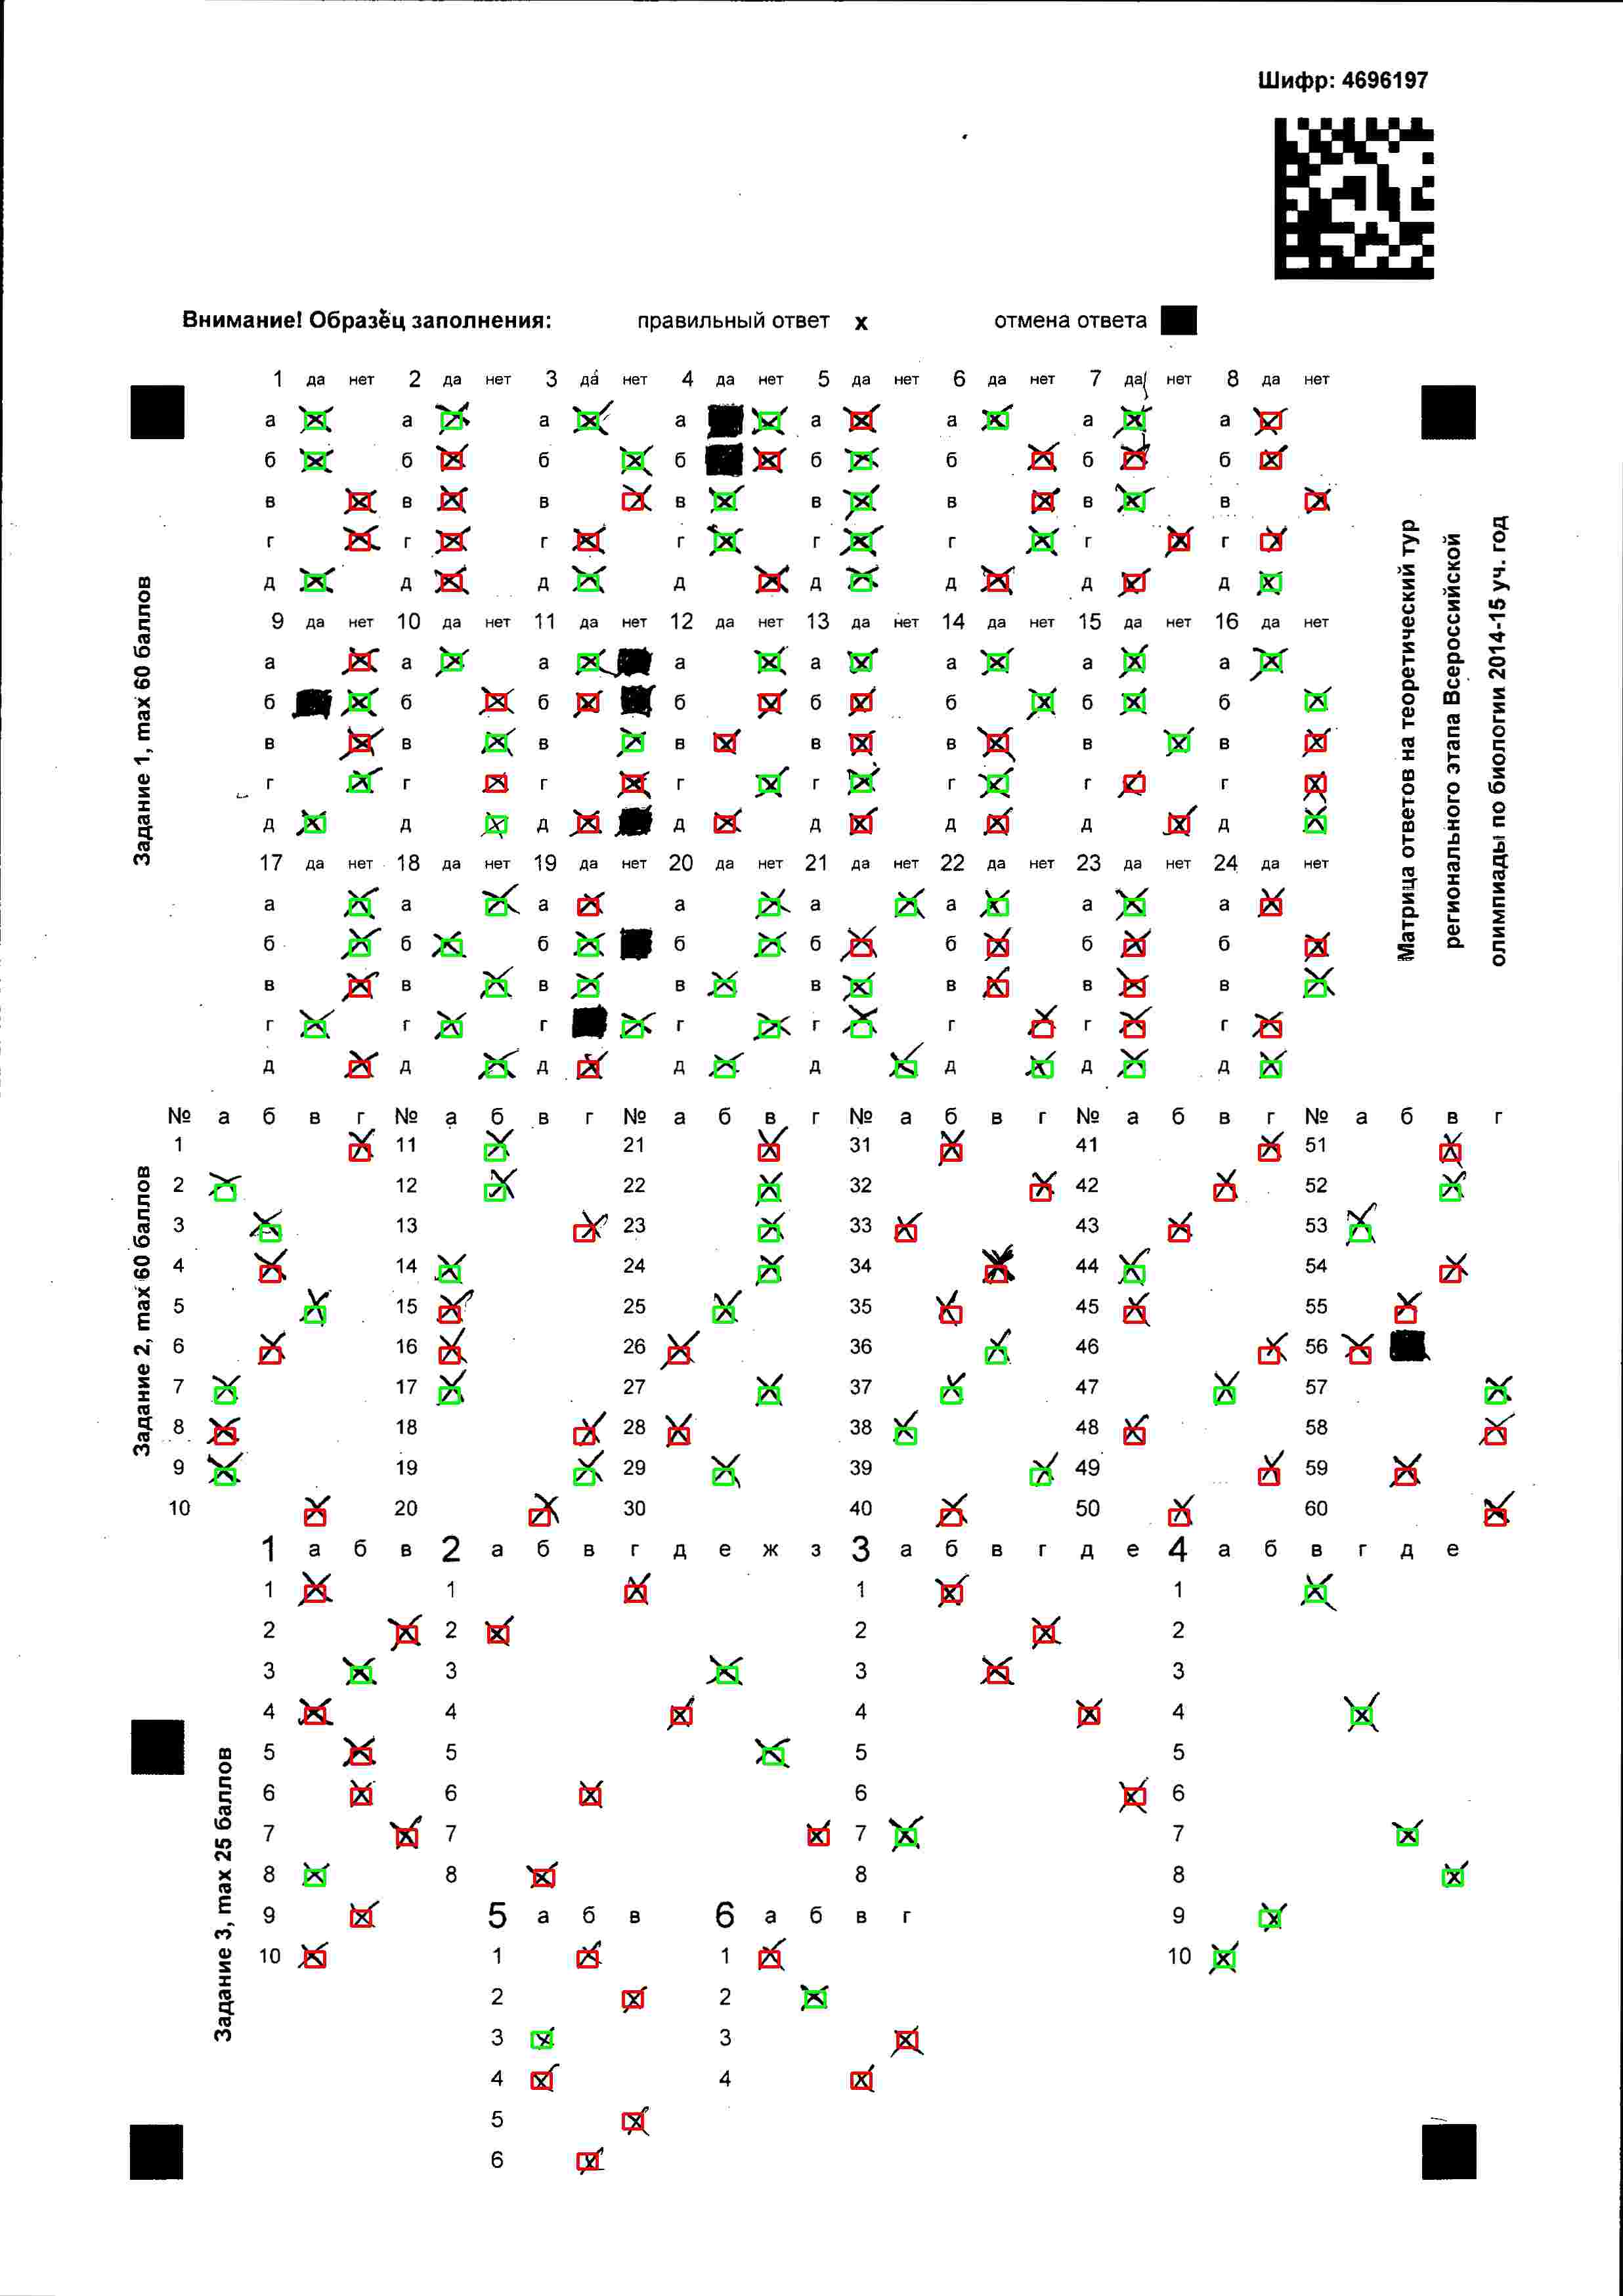 Шифр: 4696197
Внимание! Образец заполнения: правильный ответ х отмена ответа
1 да нет 2 да нет 3 да нет 4 да нет 5 да нет 6 да нет 7 да нет 8 да нет
а а а а а а а а
б б б б б б б б
в в в в в в в в
г г г г г г г г
д д д д д д д д
9 да нет 10 да нет 11 да нет 12 да нет 13 да нет 14 да нет 15 да нет 16 да нет
а а а а а а а а
б б б б б б б б
в в в в в в в в
г г г г г г г г
д д д д д д д д
17 да нет 18 да нет 19 да нет 20 да нет 21 да нет 22 да нет 23 да нет 24 да нет
а а а а а а а а
б б б б б б б б
в в в в в в в в
г г г г г г г г
д д д д д д д д
Задание 1, max 60 баллов
Матрица ответов на теоретический тур
регионального этапа Всероссийской
олимпиады по биологии 2014-15 уч. год
№ а б в г № а б в г № а б в г № а б в г № а б в г № а б в г
1 11 21 31 41 51
2 12 22 32 42 52
3 13 23 33 43 53
4 14 24 34 44 54
5 15 25 35 45 55
6 16 26 36 46 56
7 17 27 37 47 57
8 18 28 38 48 58
9 19 29 39 49 59
10 20 30 40 50 60
Задание 2, max 60 баллов
1 а б в 2 а б в г д е ж з 3 а б в г д е 4 а б в г д е
1 1 1 1
2 2 2 2
3 3 3 3
4 4 4 4
5 5 5 5
6 6 6 6
7 7 7 7
8 8 8 8
9 5 а б в 6 а б в г 9
10 1 1 10
2 2
3 3
4 4
5
6
Задание 3, max 25 баллов